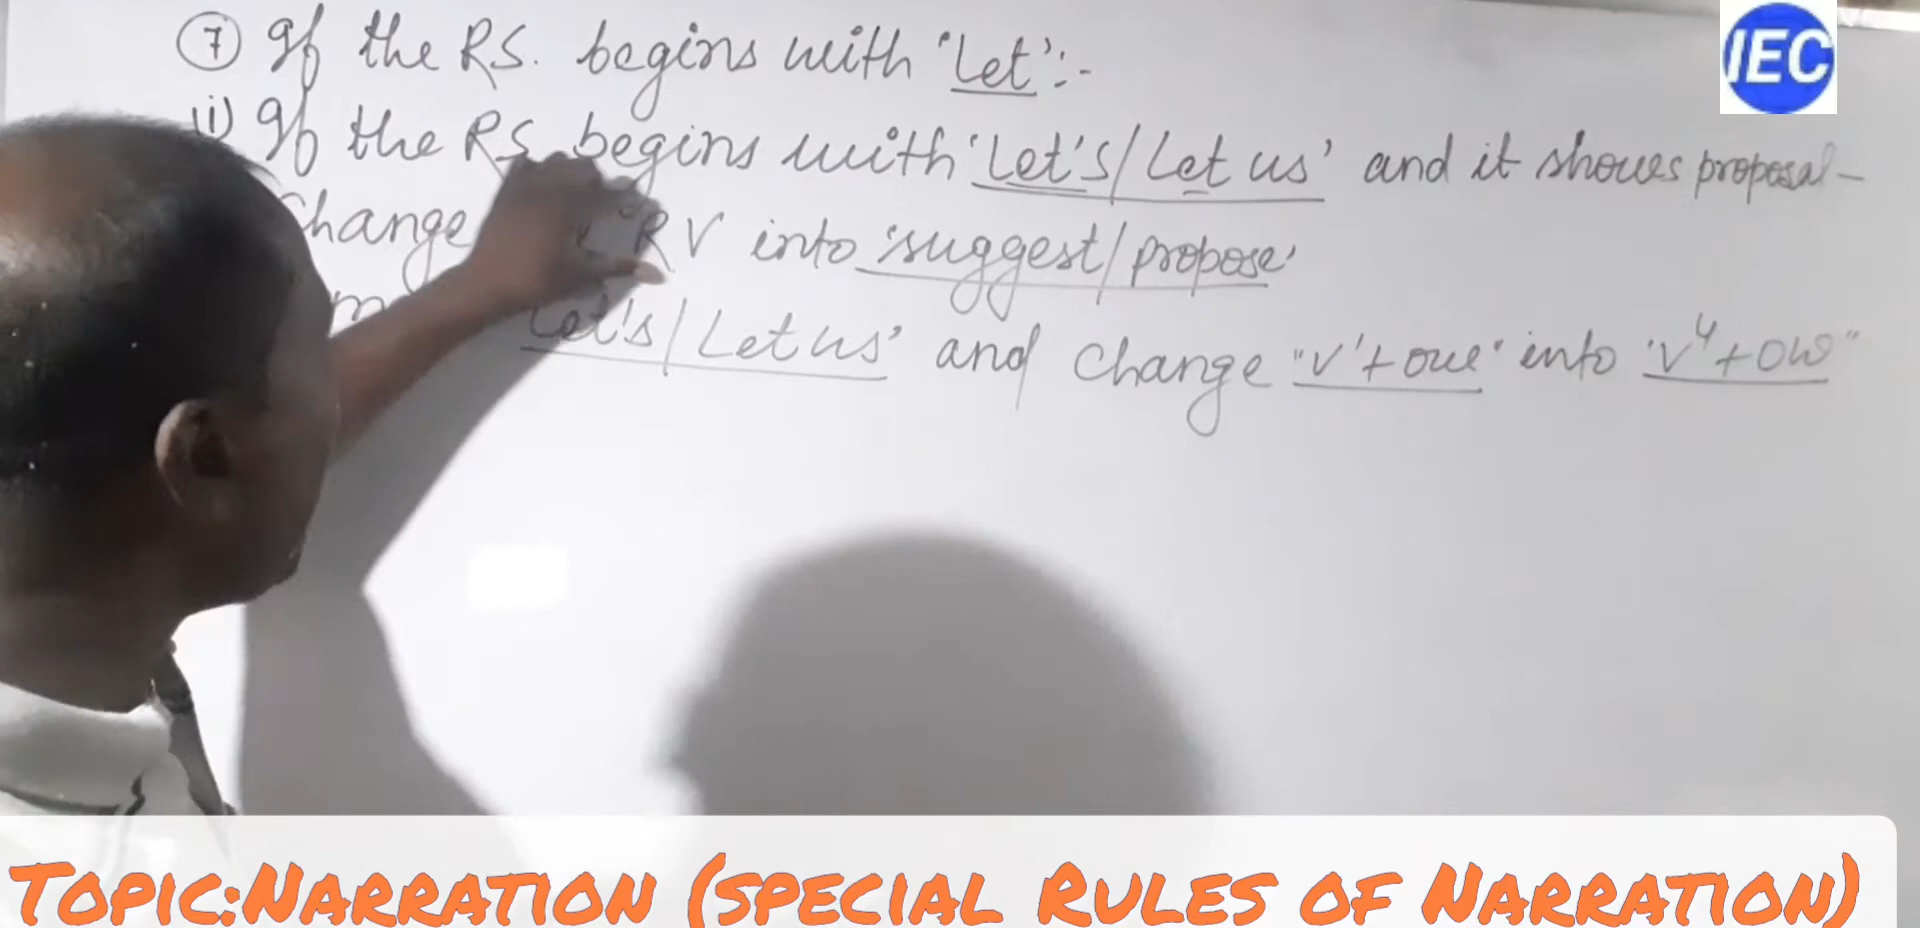 IEC
⑦ If the R.S. begins with 'Let':-
(i) If the RS begins with 'Let's/Let us' and it shows proposal-
Change RV into 'suggest/propose'
Let's/Let us' and change "V¹+our" into "V⁴+ow"
TOPIC:NARRATION (SPECIAL RULES OF NARRATION)